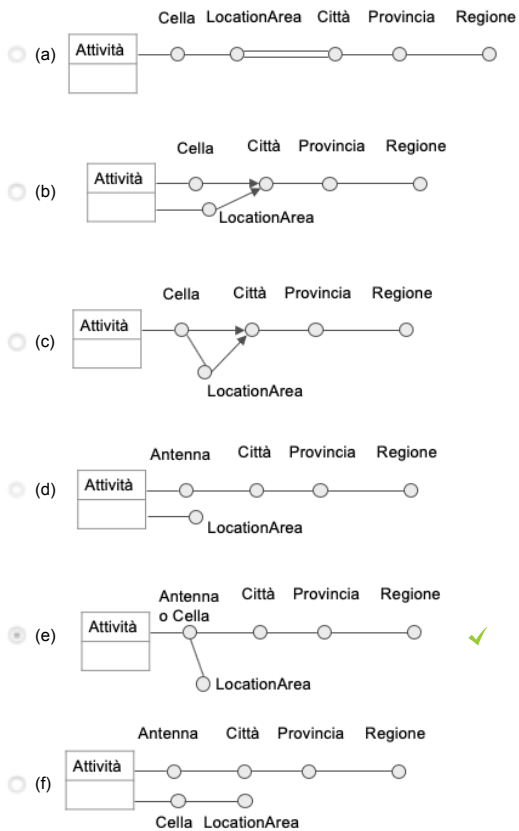 Cella LocationArea Città Provincia Regione
(a) Attività
Cella Città Provincia Regione
(b) Attività
LocationArea
Cella Città Provincia Regione
(c) Attività
LocationArea
Antenna Città Provincia Regione
(d) Attività
LocationArea
Antenna Città Provincia Regione
o Cella
(e) Attività
LocationArea
Antenna Città Provincia Regione
(f) Attività
Cella LocationArea